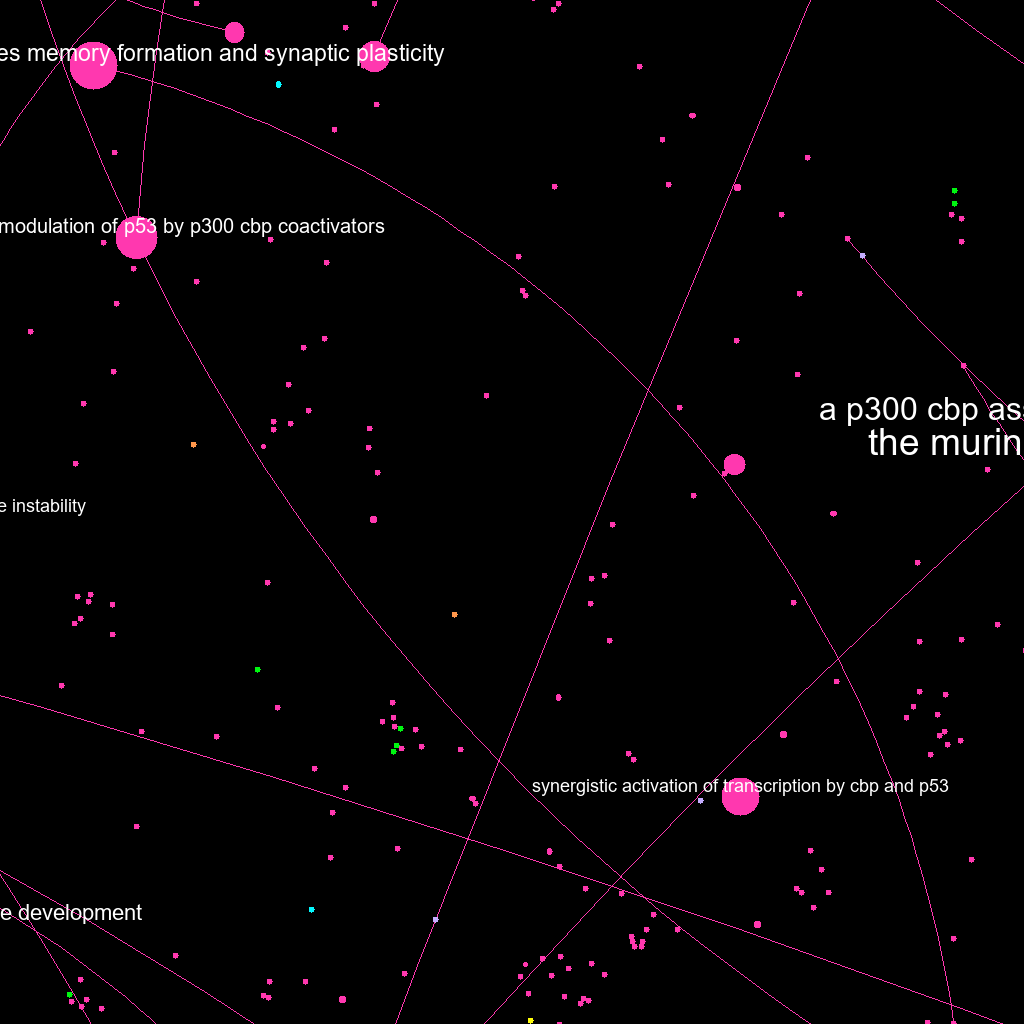 es memory formation and synaptic plasticity
modulation of p53 by p300 cbp coactivators
a p300 cbp ass
the murin
e instability
synergistic activation of transcription by cbp and p53
e development